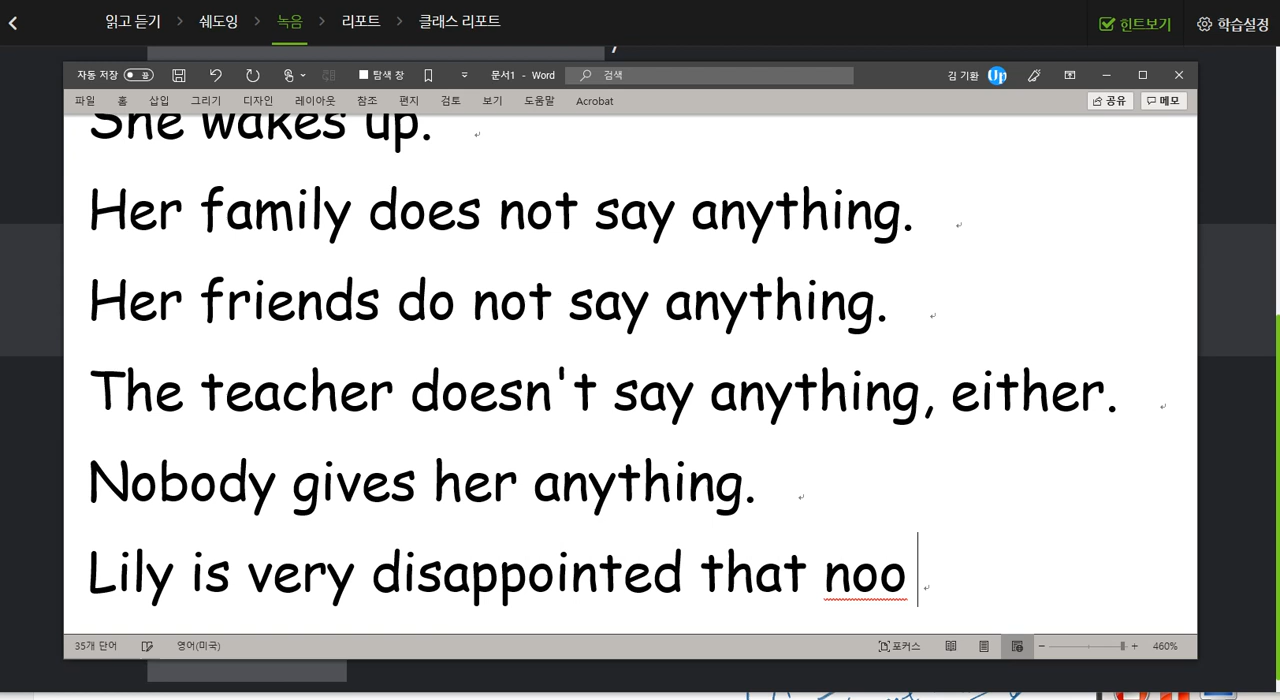 읽고 듣기 > 쉐도잉 > 녹음 > 리포트 > 클래스 리포트 힌트보기 학습설정
자동 저장 끔 탐색 창 문서1 - Word 검색 김 기환 Up
파일 홈 삽입 그리기 디자인 레이아웃 참조 편지 검토 보기 도움말 Acrobat 공유 메모
She wakes up.
Her family does not say anything.
Her friends do not say anything.
The teacher doesn't say anything, either.
Nobody gives her anything.
Lily is very disappointed that noo
35개 단어 영어(미국) 포커스 460%